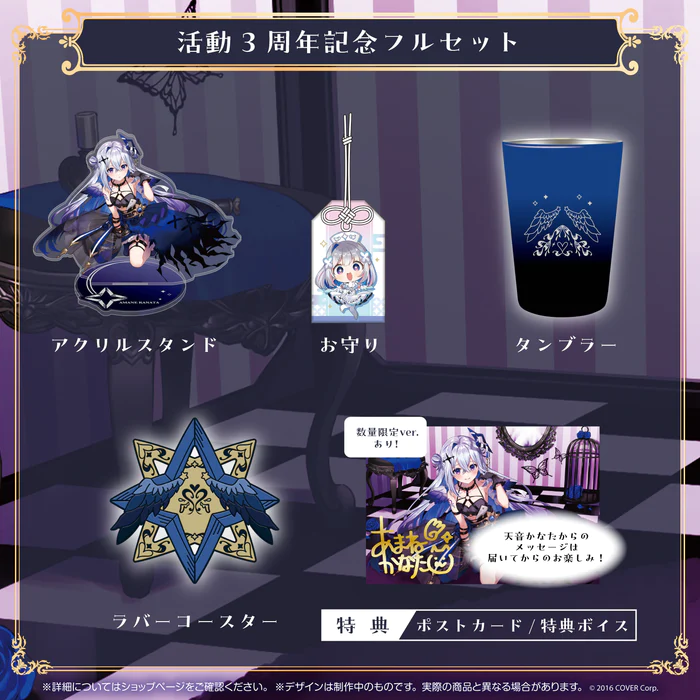 活動3周年記念フルセット
AMANE KANATA
アクリルスタンド
お守り
タンブラー
数量限定ver.
あり！
あまね
かなた
天音かなたからの
メッセージは
届いてからのお楽しみ！
ラバーコースター
特典 ポストカード/特典ボイス
※詳細についてはショップページをご確認ください。 ※デザインは制作中のものです。実際の商品と異なる場合があります。 © 2016 COVER Corp.